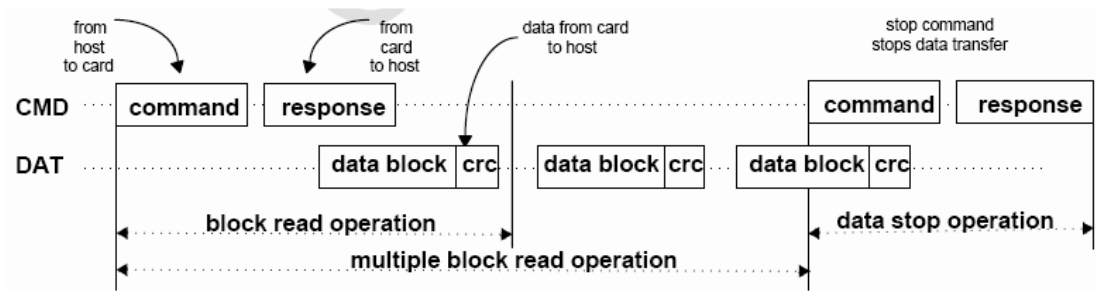 from
host
to card
from
card
to host
data from card
to host
stop command
stops data transfer
CMD
command
response
command
response
DAT
data block
crc
data block
crc
data block
crc
block read operation
data stop operation
multiple block read operation